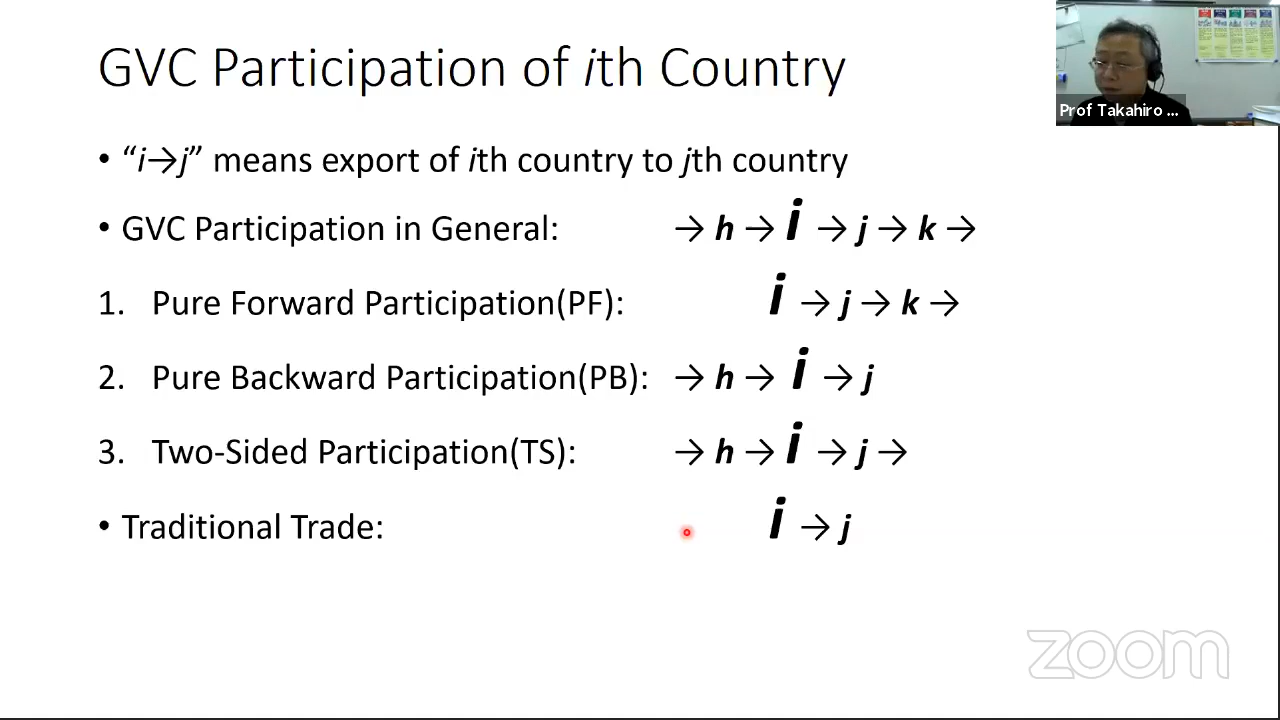 GVC Participation of ith Country
Prof Takahiro ...
• “i→j” means export of ith country to jth country
• GVC Participation in General: → h → i → j → k →
1. Pure Forward Participation(PF): i → j → k →
2. Pure Backward Participation(PB): → h → i → j
3. Two-Sided Participation(TS): → h → i → j →
• Traditional Trade: i → j
zoom